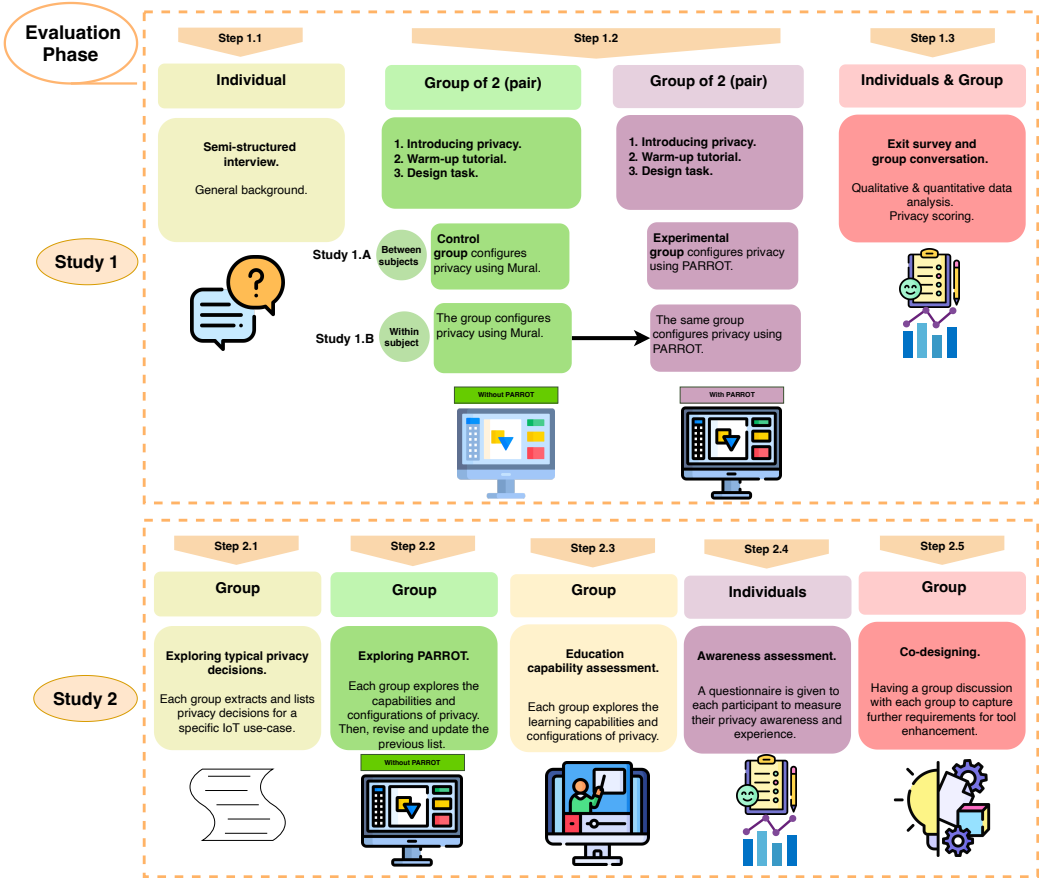 Evaluation
Phase
Step 1.1
Step 1.2
Step 1.3
Individual
Group of 2 (pair)
Group of 2 (pair)
Individuals & Group
Semi-structured
interview.
General background.
1. Introducing privacy.
2. Warm-up tutorial.
3. Design task.
1. Introducing privacy.
2. Warm-up tutorial.
3. Design task.
Exit survey and
group conversation.
Qualitative & quantitative data
analysis.
Privacy scoring.
Study 1
Study 1.A
Between
subjects
Control
group configures
privacy using Mural.
Experimental
group configures privacy
using PARROT.
?
Study 1.B
Within
subject
The group configures
privacy using Mural.
The same group
configures privacy using
PARROT.
Without PARROT
With PARROT
Step 2.1
Step 2.2
Step 2.3
Step 2.4
Step 2.5
Group
Group
Group
Individuals
Group
Study 2
Exploring typical privacy
decisions.
Each group extracts and lists
privacy decisions for a
specific IoT use-case.
Exploring PARROT.
Each group explores the
capabilities and
configurations of privacy.
Then, revise and update the
previous list.
Education
capability assessment.
Each group explores the
learning capabilities and
configurations of privacy.
Awareness assessment.
A questionnaire is given to
each participant to measure
their privacy awareness and
experience.
Co-designing.
Having a group discussion
with each group to capture
further requirements for tool
enhancement.
Without PARROT